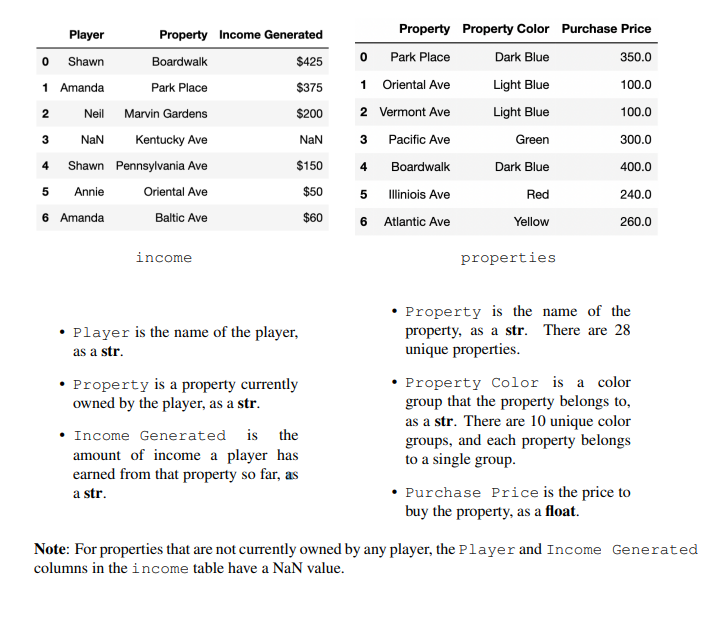 Player Property Income Generated
0 Shawn Boardwalk $425
1 Amanda Park Place $375
2 Neil Marvin Gardens $200
3 NaN Kentucky Ave NaN
4 Shawn Pennsylvania Ave $150
5 Annie Oriental Ave $50
6 Amanda Baltic Ave $60
income
Property Property Color Purchase Price
0 Park Place Dark Blue 350.0
1 Oriental Ave Light Blue 100.0
2 Vermont Ave Light Blue 100.0
3 Pacific Ave Green 300.0
4 Boardwalk Dark Blue 400.0
5 Illiniois Ave Red 240.0
6 Atlantic Ave Yellow 260.0
properties
• Player is the name of the player,
as a str.
• Property is a property currently
owned by the player, as a str.
• Income Generated is the
amount of income a player has
earned from that property so far, as
a str.
• Property is the name of the
property, as a str. There are 28
unique properties.
• Property Color is a color
group that the property belongs to,
as a str. There are 10 unique color
groups, and each property belongs
to a single group.
• Purchase Price is the price to
buy the property, as a float.
Note: For properties that are not currently owned by any player, the Player and Income Generated
columns in the income table have a NaN value.